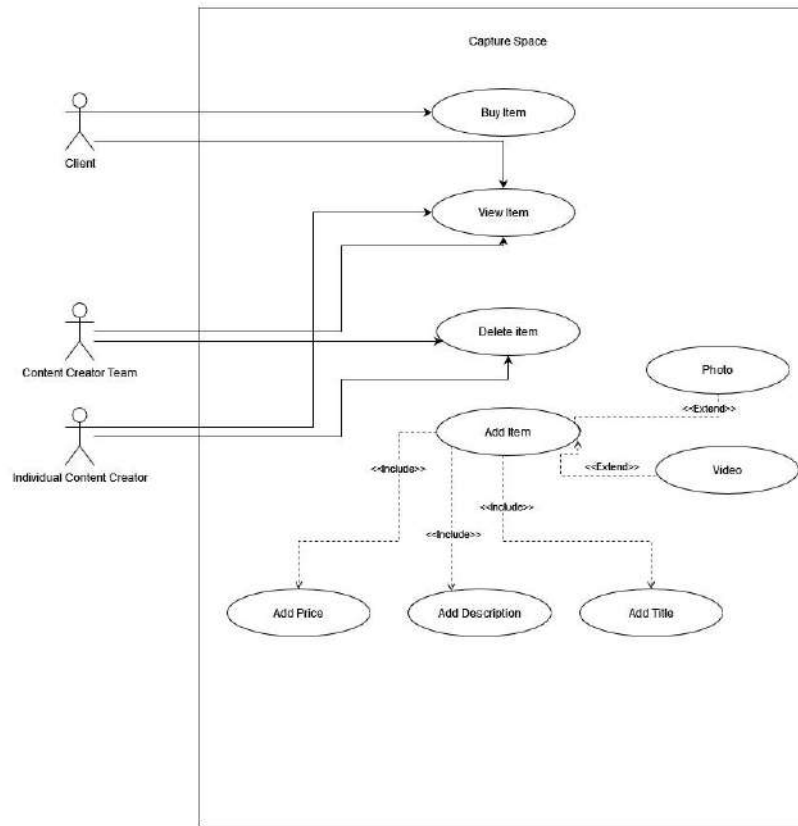 Capture Space
Buy Item
Client
View Item
Delete item
Content Creator Team
Photo
<<Extend>>
Add Item
Individual Content Creator
<<Include>>
<<Extend>>
Video
<<Include>>
<<Include>>
Add Price
Add Description
Add Title